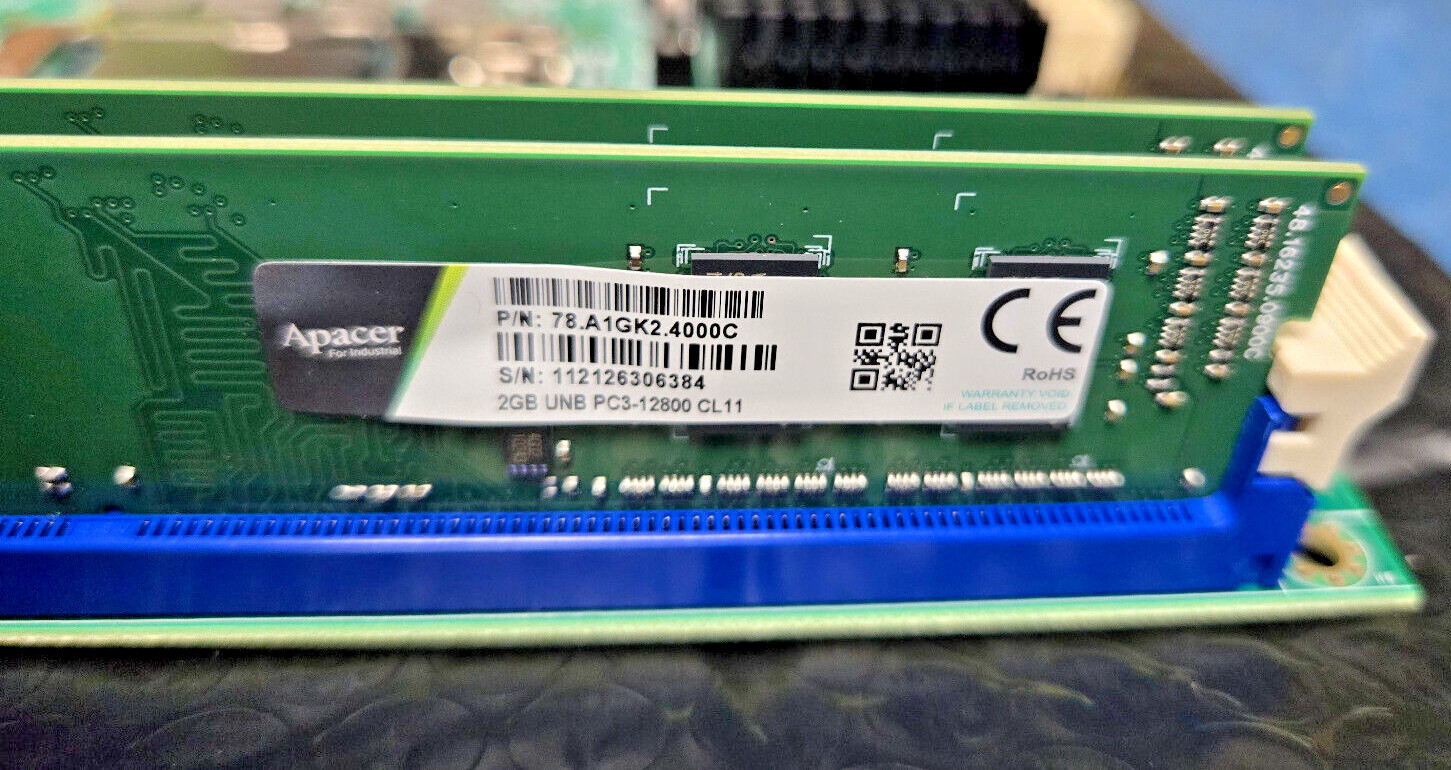 Apacer
For Industrial
P/N: 78.A1GK2.4000C
S/N: 112126306384
2GB UNB PC3-12800 CL11
CE
RoHS
WARRANTY VOID
IF LABEL REMOVED